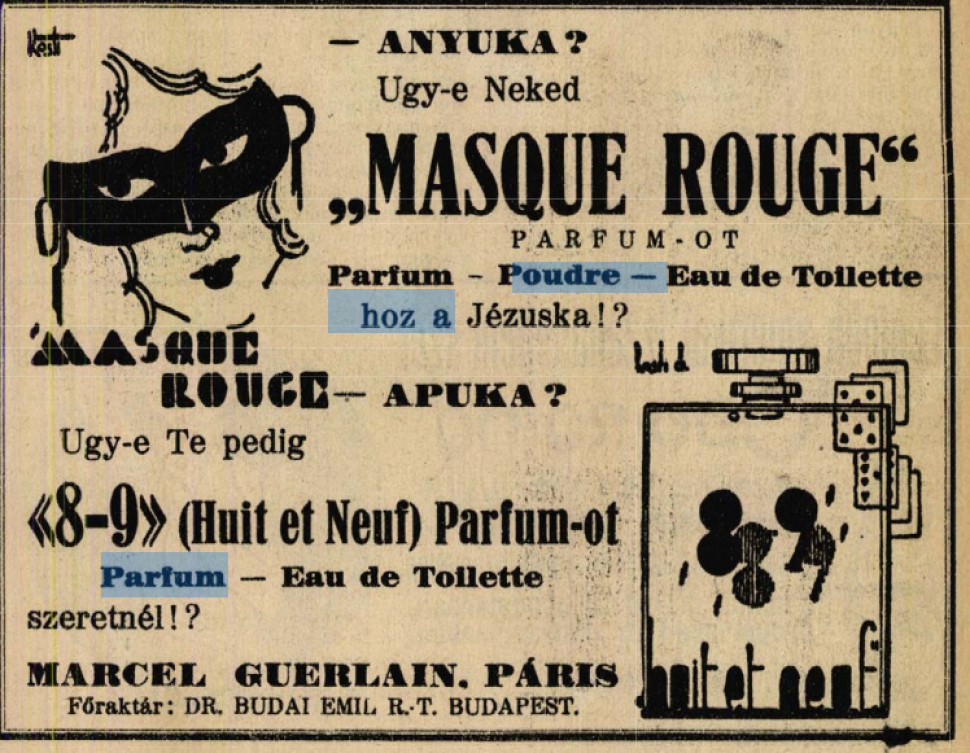 — ANYUKA?
Ugy-e Neked
„MASQUE ROUGE“
PARFUM-OT
Parfum – Poudre — Eau de Toilette
hoz a Jézuska!?
MASQUE
ROUGE
— APUKA?
Ugy-e Te pedig
«8-9» (Huit et Neuf) Parfum-ot
Parfum — Eau de Toilette
szeretnél!?
huit et neuf
MARCEL GUERLAIN. PÁRIS
Főraktár: DR. BUDAI EMIL R.-T. BUDAPEST.